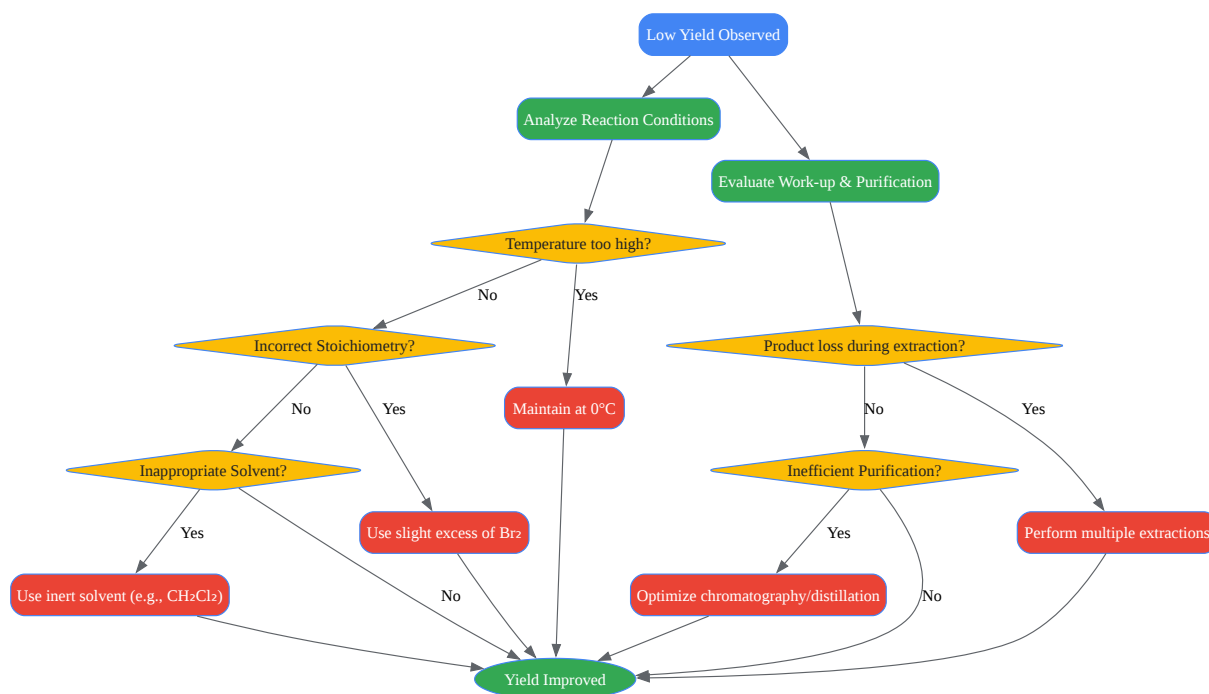 Low Yield Observed
Analyze Reaction Conditions
Evaluate Work-up & Purification
Temperature too high?
No
Yes
Incorrect Stoichiometry?
Product loss during extraction?
Maintain at 0°C
No
Yes
No
Yes
Inappropriate Solvent?
Inefficient Purification?
Yes
Use slight excess of Br₂
Yes
Perform multiple extractions
Use inert solvent (e.g., CH₂Cl₂)
No
Optimize chromatography/distillation
No
Yield Improved